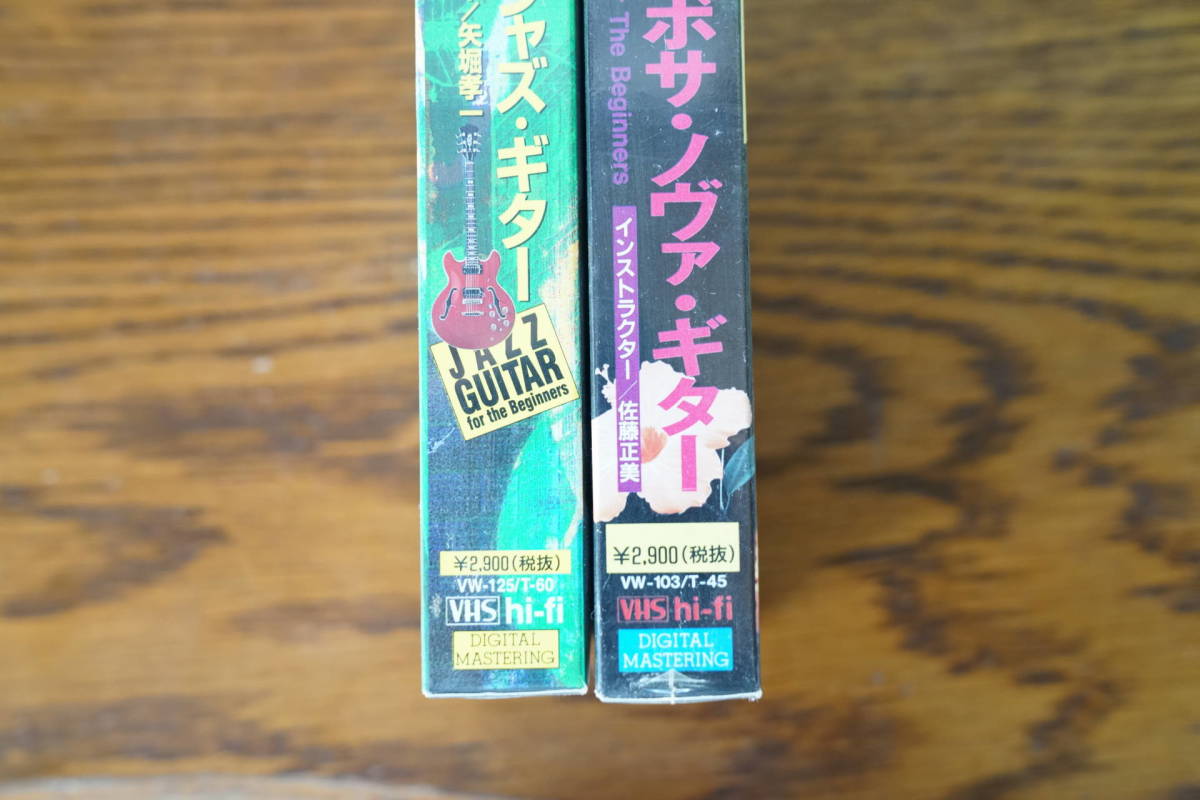 ジャズ・ギター
/矢堀孝一
JAZZ
GUITAR
for the Beginners
¥2,900(税抜)
VW-125/T-60
VHS hi-fi
DIGITAL
MASTERING
ボサ・ノヴァ・ギター
The Beginners
インストラクター/佐藤正美
¥2,900(税抜)
VW-103/T-45
VHS hi-fi
DIGITAL
MASTERING